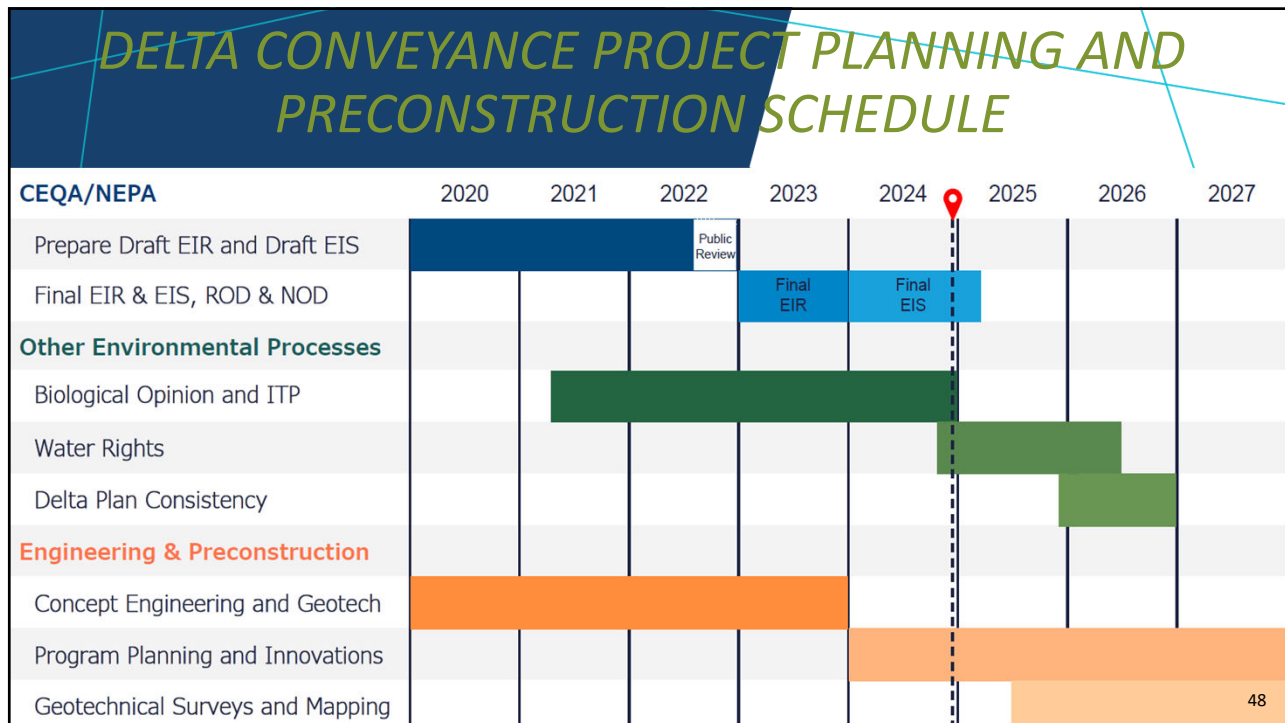 DELTA CONVEYANCE PROJECT PLANNING AND
PRECONSTRUCTION SCHEDULE
CEQA/NEPA 2020 2021 2022 2023 2024 2025 2026 2027
Prepare Draft EIR and Draft EIS
Public
Review
Final EIR & EIS, ROD & NOD
Final
EIR
Final
EIS
Other Environmental Processes
Biological Opinion and ITP
Water Rights
Delta Plan Consistency
Engineering & Preconstruction
Concept Engineering and Geotech
Program Planning and Innovations
Geotechnical Surveys and Mapping
48